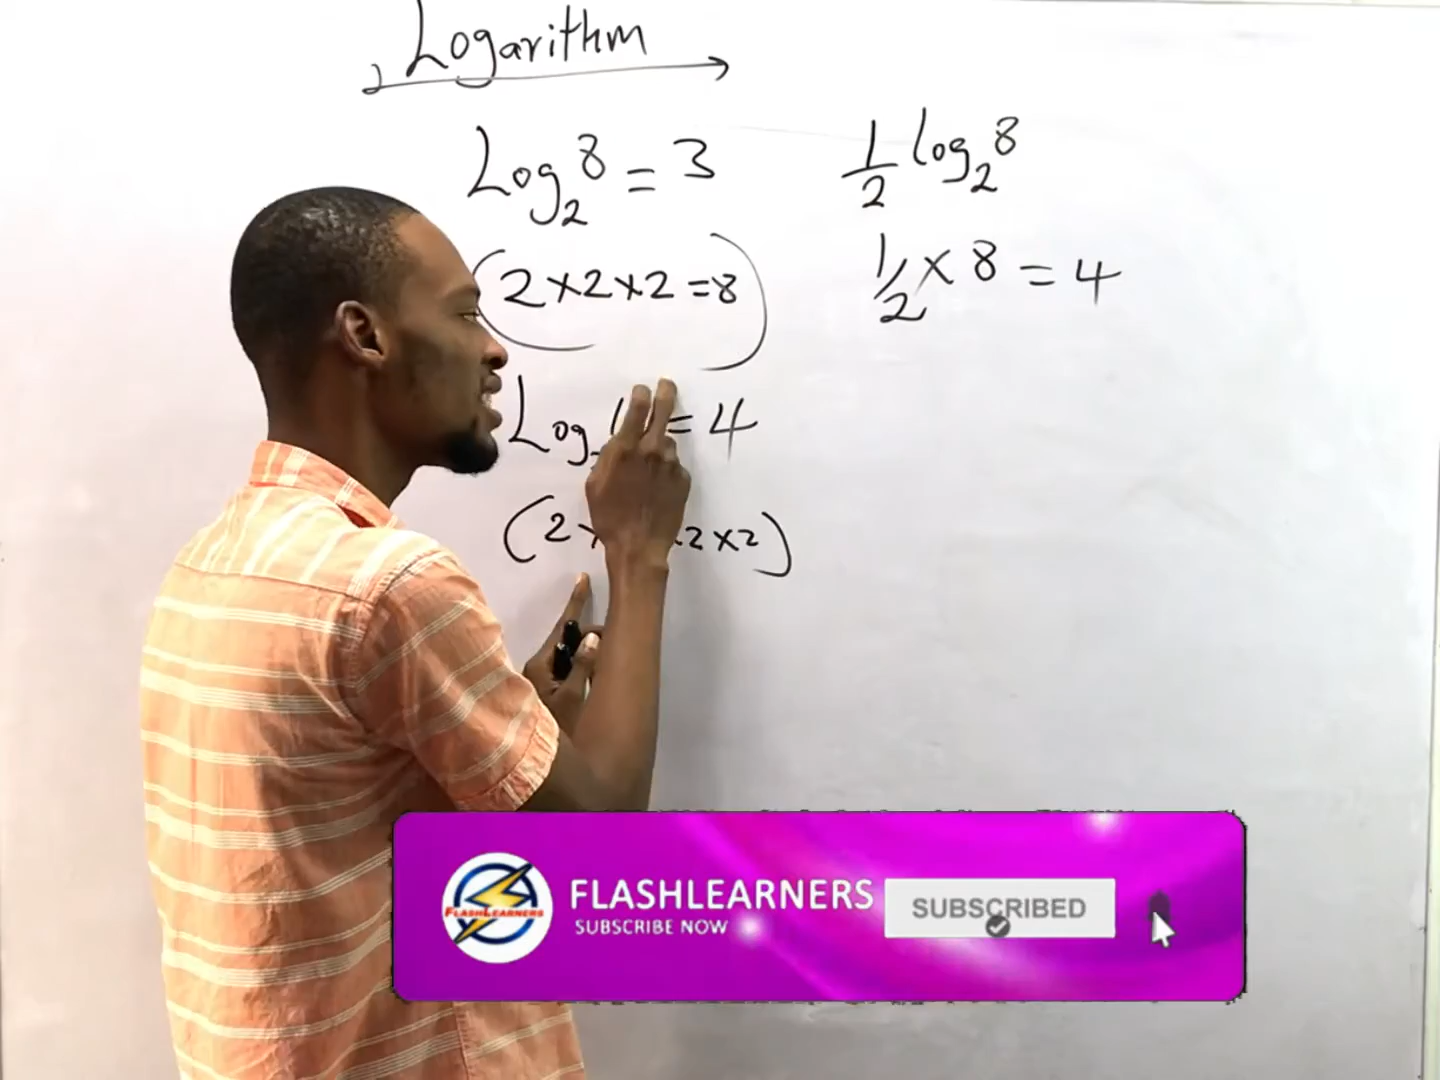 Logarithm
Log₂8 = 3
(2×2×2=8)
Log = 4
(2× 2×2)
½ log₂8
½ × 8 = 4
FLASHLEARNERS
FLASHLEARNERS
SUBSCRIBE NOW
SUBSCRIBED